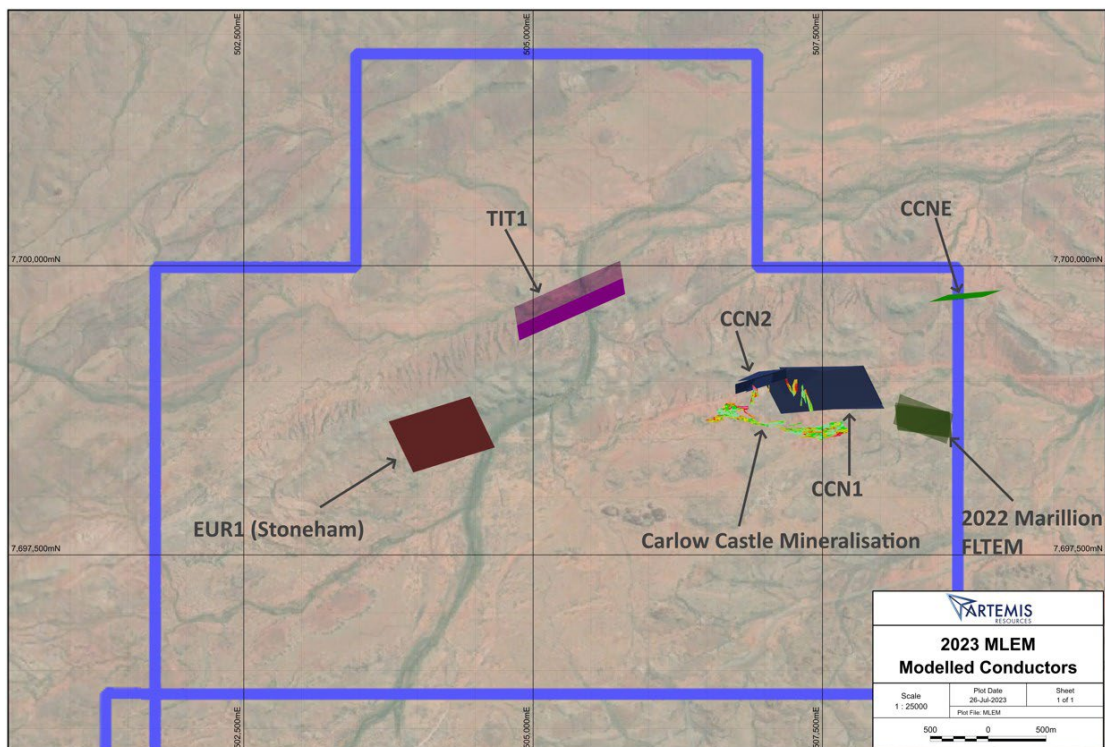 502,500mE
505,000mE
507,500mE
TIT1
CCNE
7,700,000mN
7,700,000mN
CCN2
CCN1
EUR1 (Stoneham)
Carlow Castle Mineralisation
2022 Marillion
FLTEM
7,697,500mN
7,697,500mN
ARTEMIS
RESOURCES
2023 MLEM
Modelled Conductors
Scale
1 : 25000
Plot Date
26-Jul-2023
Sheet
1 of 1
Plot File: MLEM
500
0
500m
502,500mE
505,000mE
507,500mE